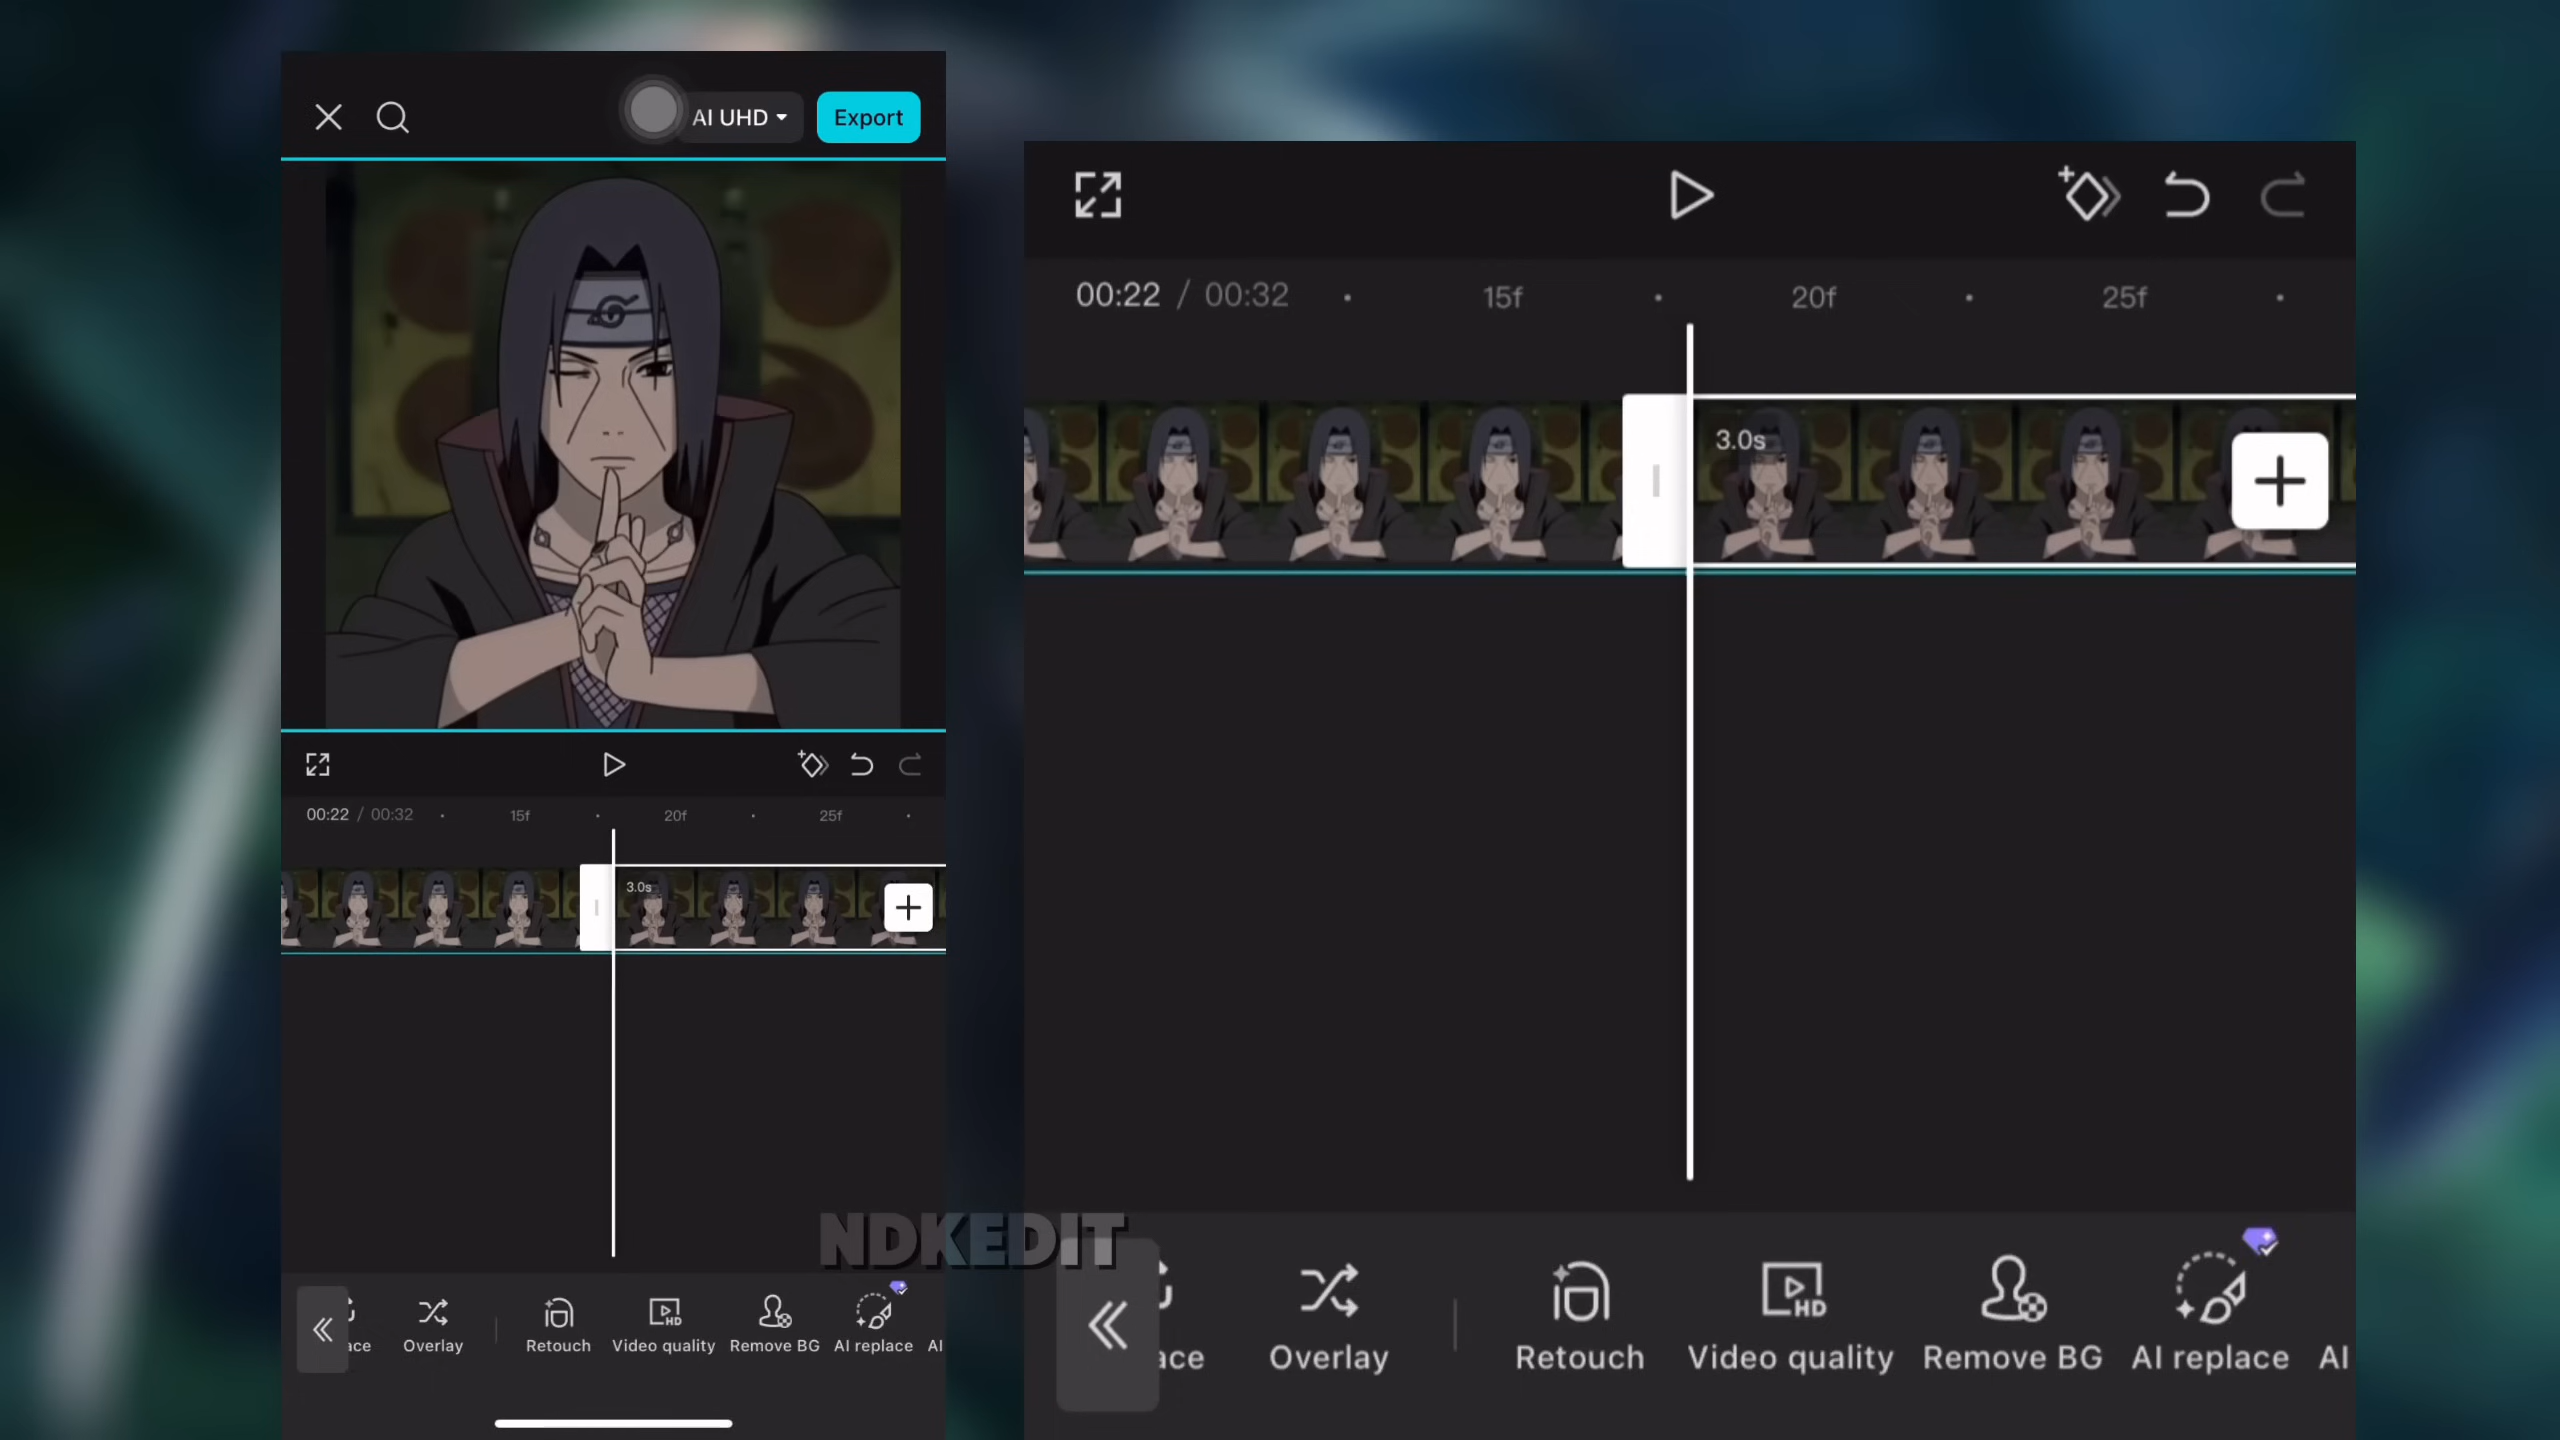 AI UHD
Export
00:22 / 00:32
15f
20f
25f
3.0s
ace
Overlay
Retouch
Video quality
Remove BG
AI replace
AI
00:22 / 00:32
15f
20f
25f
3.0s
NDKEDIT
ace
Overlay
Retouch
HD
Video quality
Remove BG
AI replace
AI